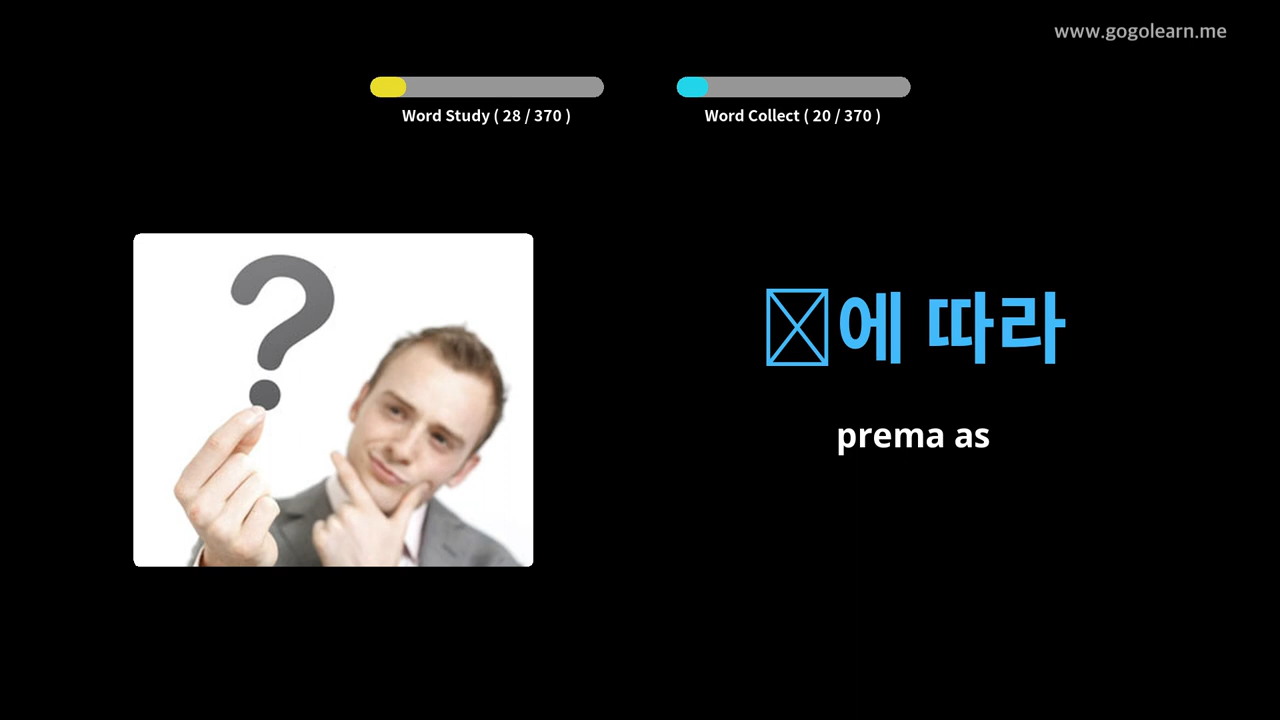 www.gogolearn.me
Word Study ( 28 / 370 )
Word Collect ( 20 / 370 )
에 따라
prema as